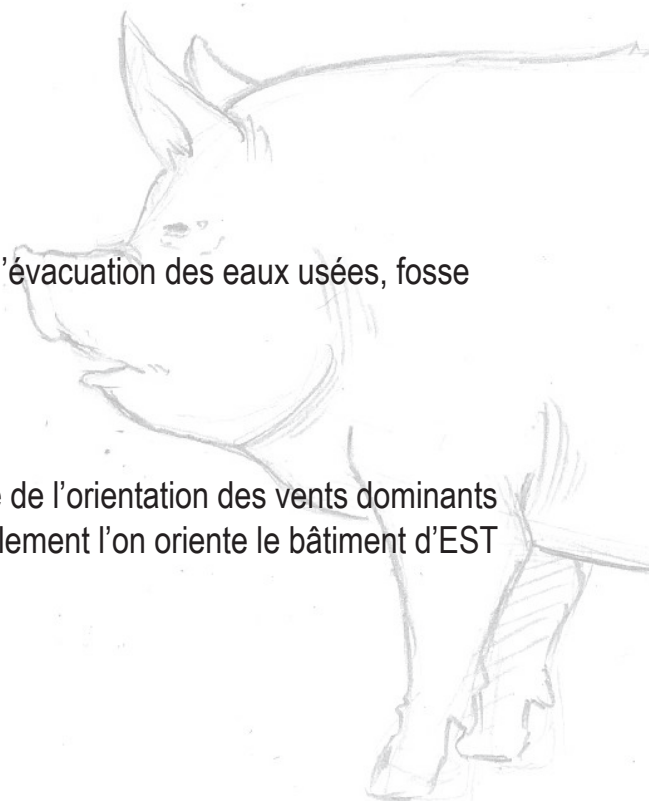 'évacuation des eaux usées, fosse
de l'orientation des vents dominants
lement l'on oriente le bâtiment d'EST